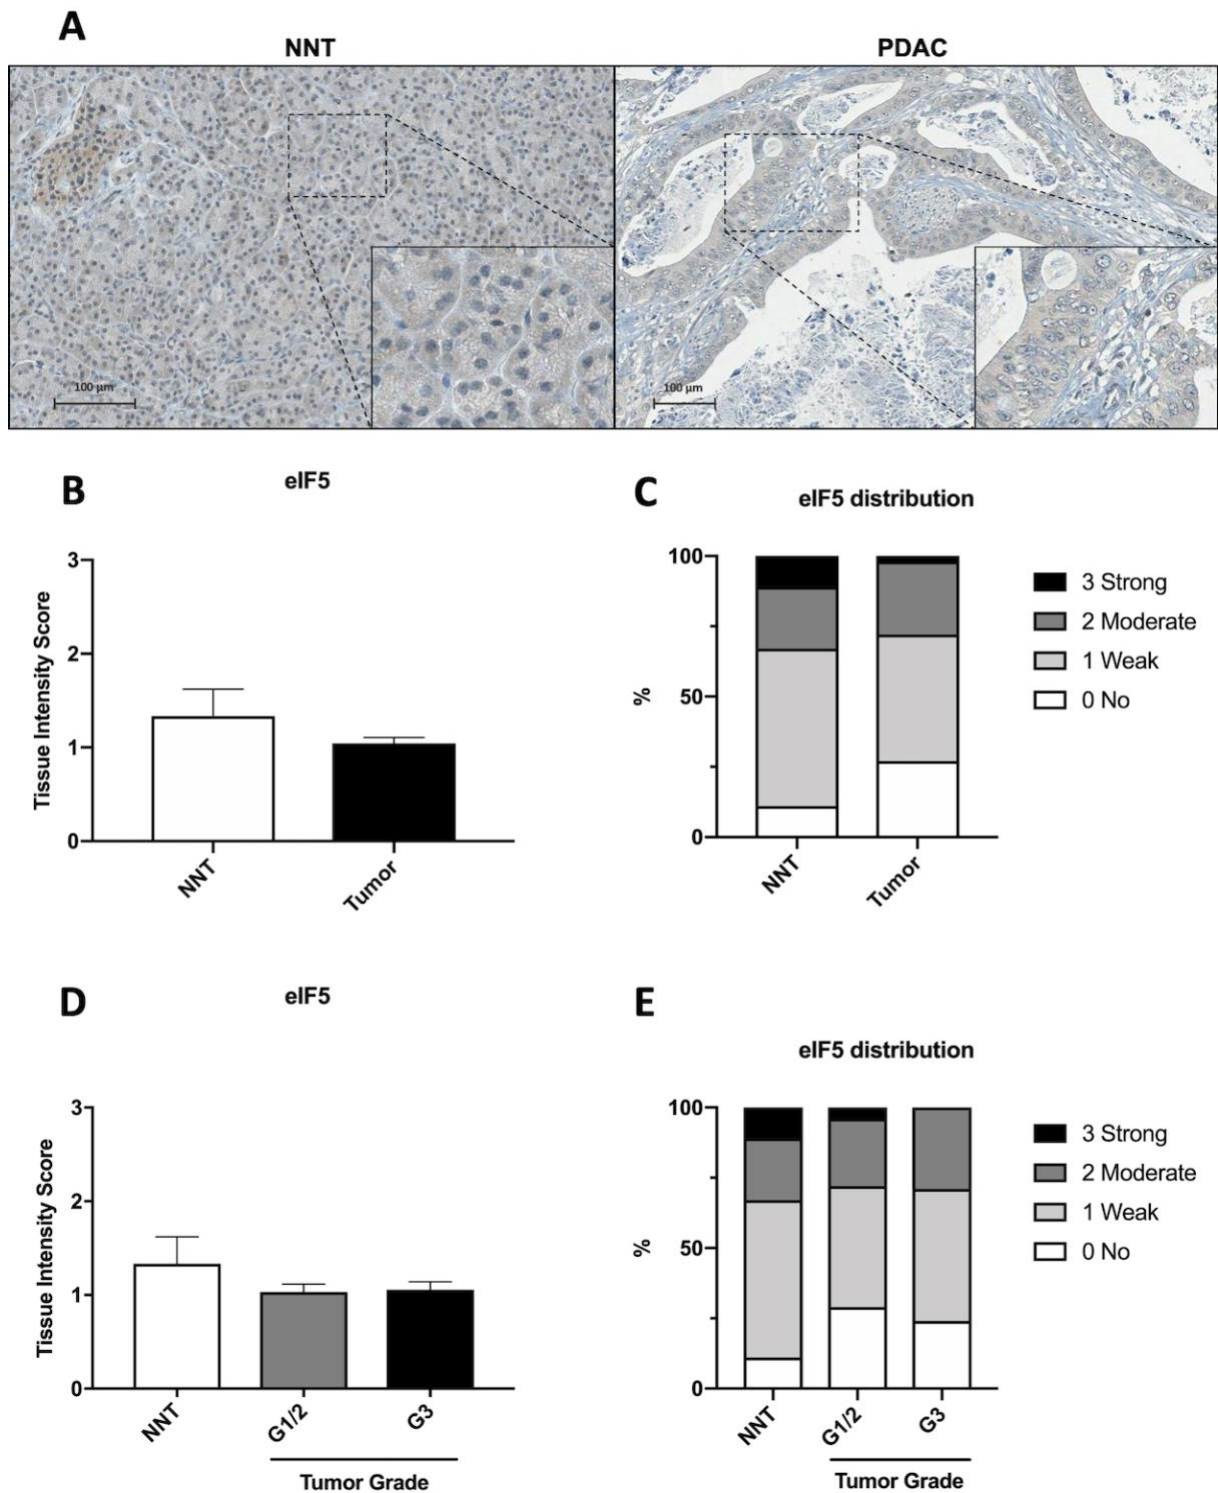 A
NNT
PDAC
100 µm
100 µm
B
eIF5
Tissue Intensity Score
3
2
1
0
NNT
Tumor
C
eIF5 distribution
%
100
50
0
NNT
Tumor
3 Strong
2 Moderate
1 Weak
0 No
D
eIF5
Tissue Intensity Score
3
2
1
0
NNT
G1/2
G3
Tumor Grade
E
eIF5 distribution
%
100
50
0
NNT
G1/2
G3
Tumor Grade
3 Strong
2 Moderate
1 Weak
0 No